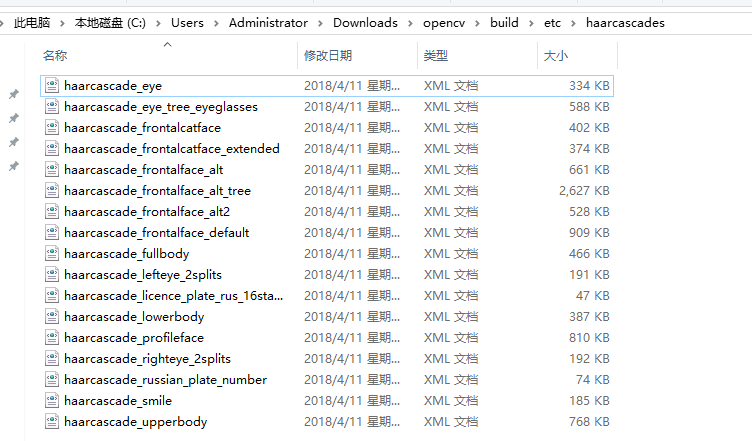 此电脑 > 本地磁盘 (C:) > Users > Administrator > Downloads > opencv > build > etc > haarcascades
名称 修改日期 类型 大小
haarcascade_eye 2018/4/11 星期... XML 文档 334 KB
haarcascade_eye_tree_eyeglasses 2018/4/11 星期... XML 文档 588 KB
haarcascade_frontalcatface 2018/4/11 星期... XML 文档 402 KB
haarcascade_frontalcatface_extended 2018/4/11 星期... XML 文档 374 KB
haarcascade_frontalface_alt 2018/4/11 星期... XML 文档 661 KB
haarcascade_frontalface_alt_tree 2018/4/11 星期... XML 文档 2,627 KB
haarcascade_frontalface_alt2 2018/4/11 星期... XML 文档 528 KB
haarcascade_frontalface_default 2018/4/11 星期... XML 文档 909 KB
haarcascade_fullbody 2018/4/11 星期... XML 文档 466 KB
haarcascade_lefteye_2splits 2018/4/11 星期... XML 文档 191 KB
haarcascade_licence_plate_rus_16sta... 2018/4/11 星期... XML 文档 47 KB
haarcascade_lowerbody 2018/4/11 星期... XML 文档 387 KB
haarcascade_profileface 2018/4/11 星期... XML 文档 810 KB
haarcascade_righteye_2splits 2018/4/11 星期... XML 文档 192 KB
haarcascade_russian_plate_number 2018/4/11 星期... XML 文档 74 KB
haarcascade_smile 2018/4/11 星期... XML 文档 185 KB
haarcascade_upperbody 2018/4/11 星期... XML 文档 768 KB